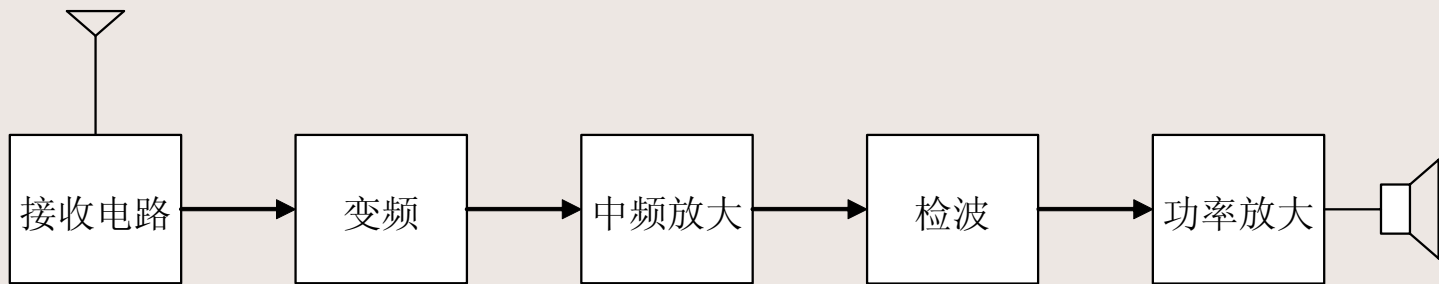 接收电路
变频
中频放大
检波
功率放大